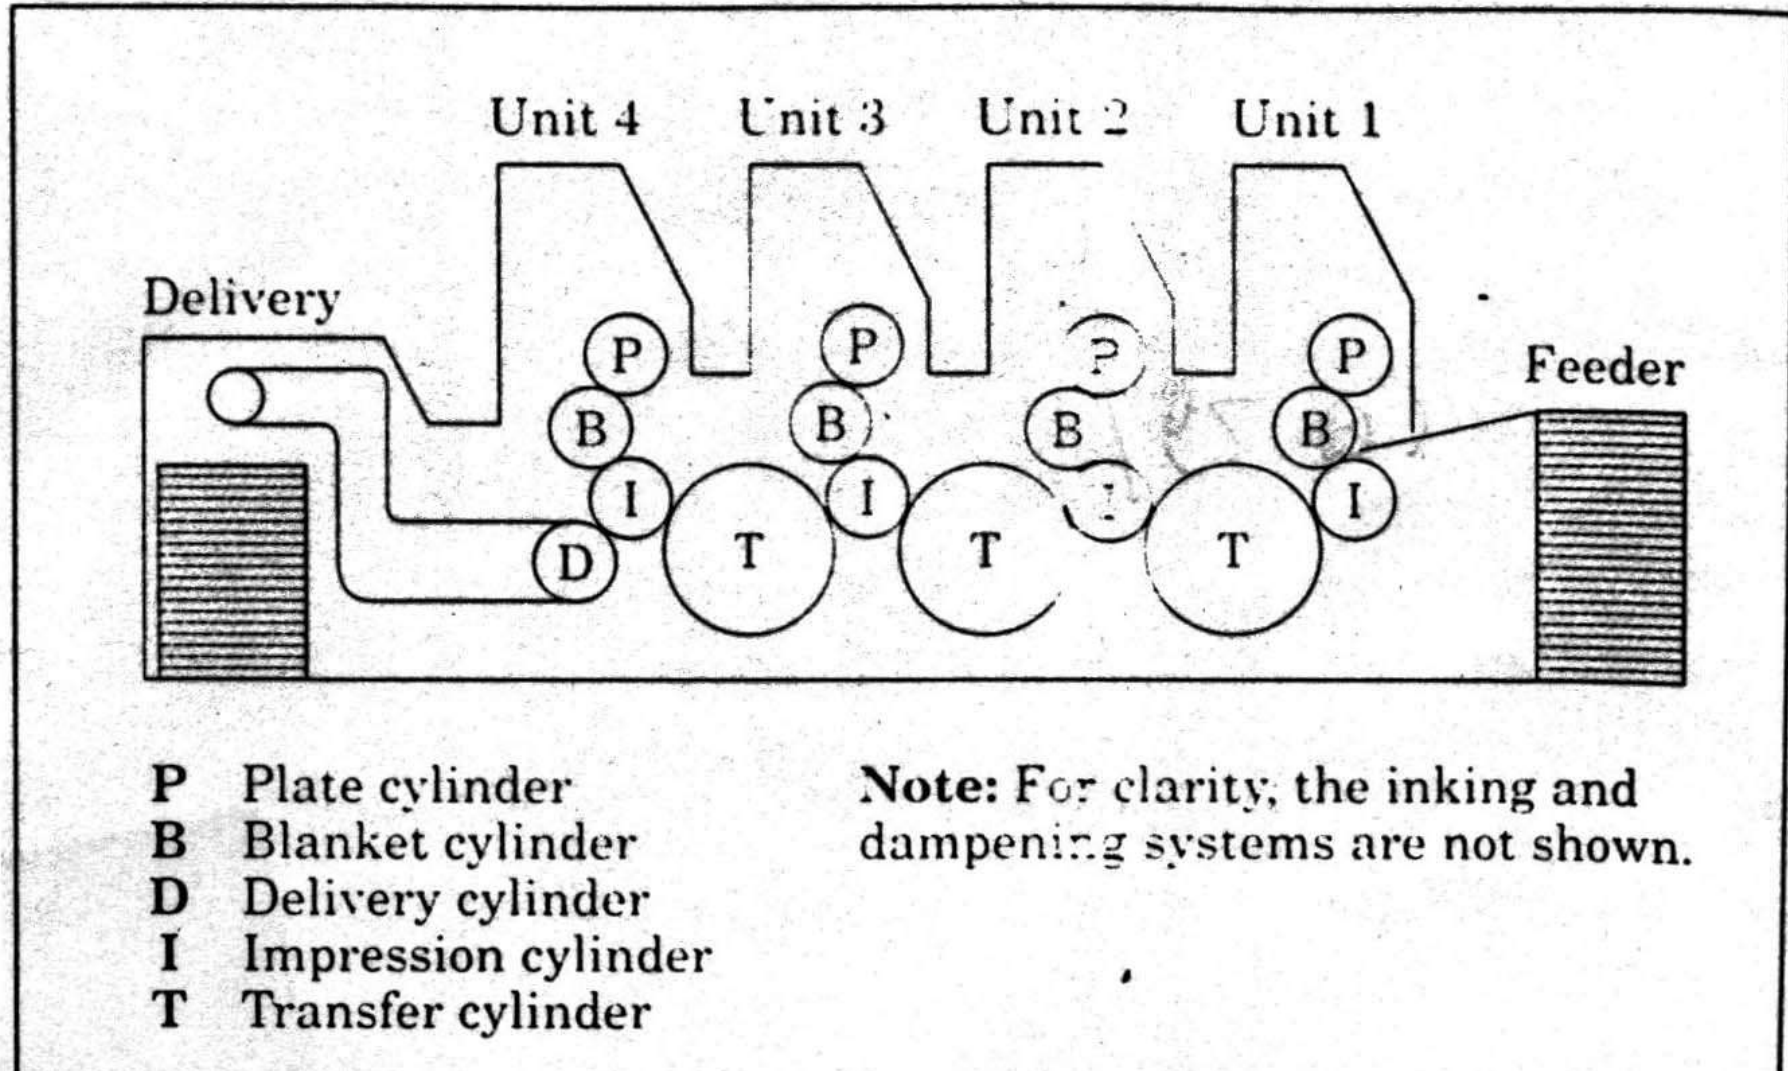 Unit 4 Unit 3 Unit 2 Unit 1
Delivery
Feeder
P P P P
B B B B
I I I I
D T T T
P Plate cylinder
B Blanket cylinder
D Delivery cylinder
I Impression cylinder
T Transfer cylinder
Note: For clarity, the inking and
dampening systems are not shown.